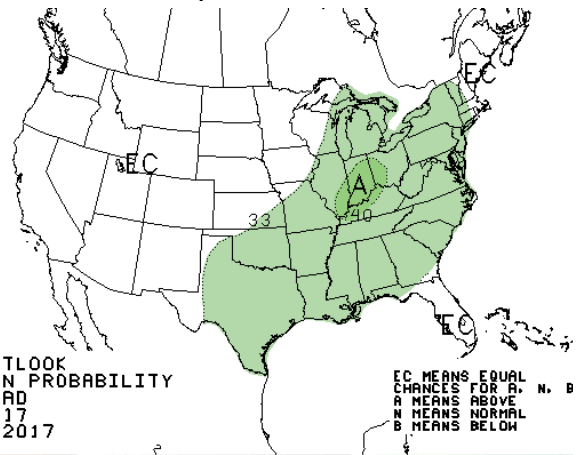 EC
EC
A
33
40
EC
TLOOK
N PROBABILITY
AD
17
2017
EC MEANS EQUAL
CHANCES FOR A, N, B
A MEANS ABOVE
N MEANS NORMAL
B MEANS BELOW